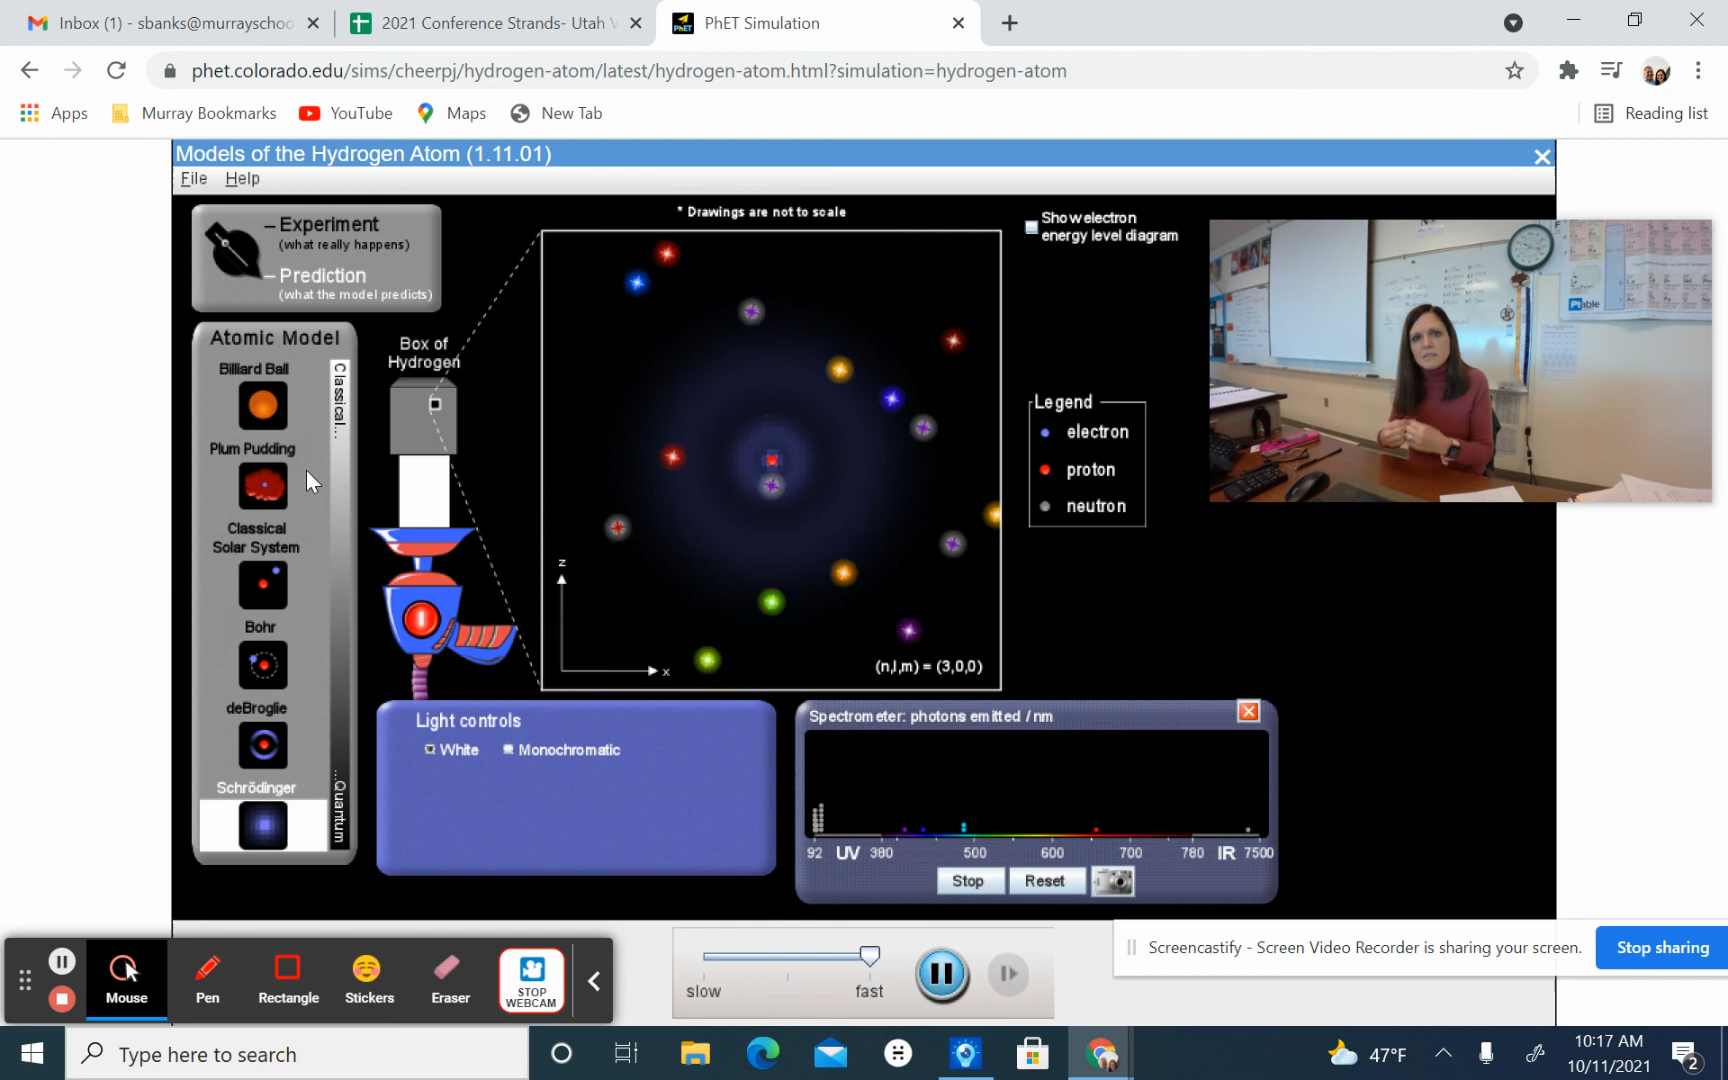 Inbox (1) - sbanks@murrayschoo
2021 Conference Strands- Utah V
PhET Simulation
phet.colorado.edu/sims/cheerpj/hydrogen-atom/latest/hydrogen-atom.html?simulation=hydrogen-atom
Apps
Murray Bookmarks
YouTube
Maps
New Tab
Reading list
Models of the Hydrogen Atom (1.11.01)
File Help
Experiment
(what really happens)
Prediction
(what the model predicts)
* Drawings are not to scale
Show electron
energy level diagram
Atomic Model
Billiard Ball
Plum Pudding
Classical
Solar System
Bohr
deBroglie
Schrödinger
Classical...
...Quantum
Box of
Hydrogen
z
x
(n,l,m) = (3,0,0)
Legend
electron
proton
neutron
Ptable
Light controls
White Monochromatic
Spectrometer: photons emitted / nm
92 UV 380 500 600 700 780 IR 7500
Stop Reset
slow fast
Screencastify - Screen Video Recorder is sharing your screen.
Stop sharing
Mouse
Pen
Rectangle
Stickers
Eraser
STOP
WEBCAM
Type here to search
47°F
10:17 AM
10/11/2021
2